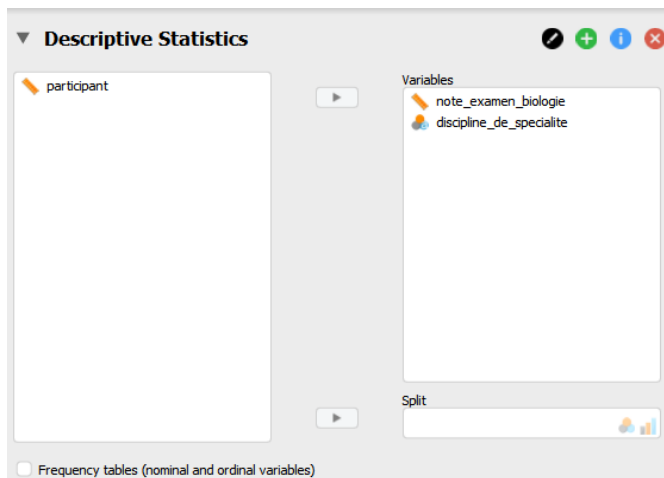 Descriptive Statistics
participant
Variables
note_examen_biologie
discipline_de_specialite
Split
Frequency tables (nominal and ordinal variables)